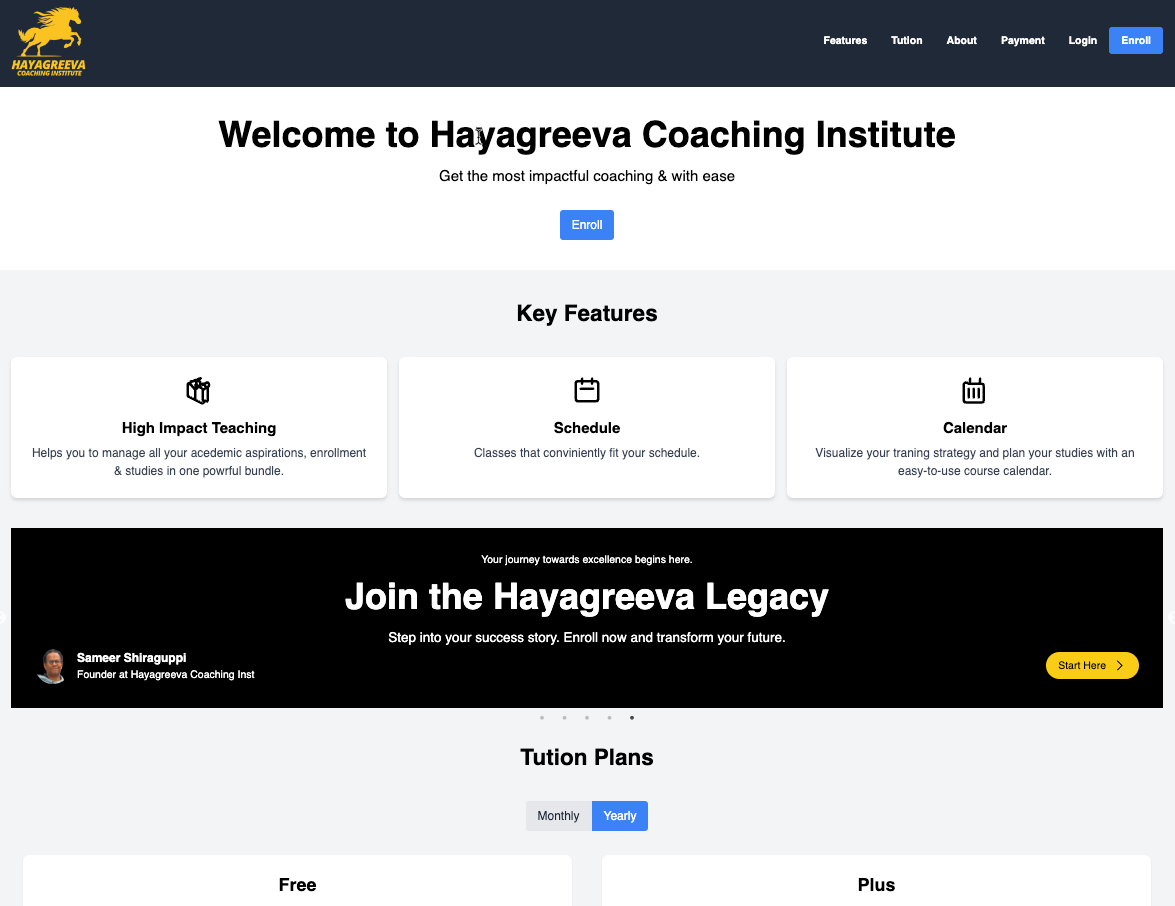 HAYAGREEVA
COACHING INSTITUTE
Features Tution About Payment Login Enroll
Welcome to Hayagreeva Coaching Institute
Get the most impactful coaching & with ease
Enroll
Key Features
High Impact Teaching
Helps you to manage all your acedemic aspirations, enrollment
& studies in one powrful bundle.
Schedule
Classes that conviniently fit your schedule.
Calendar
Visualize your traning strategy and plan your studies with an
easy-to-use course calendar.
Your journey towards excellence begins here.
Join the Hayagreeva Legacy
Step into your success story. Enroll now and transform your future.
Sameer Shiraguppi
Founder at Hayagreeva Coaching Inst
Start Here
Tution Plans
Monthly Yearly
Free
Plus